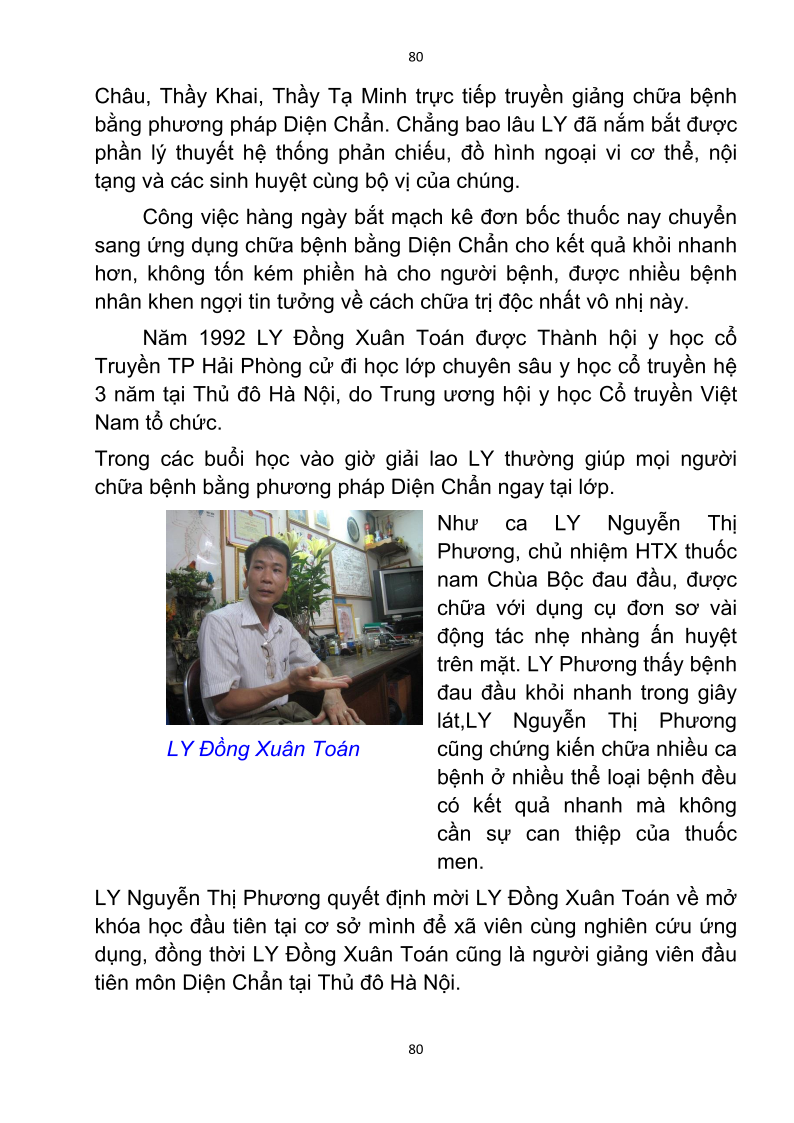 80
Châu, Thầy Khai, Thầy Tạ Minh trực tiếp truyền giảng chữa bệnh
bằng phương pháp Diện Chẩn. Chẳng bao lâu LY đã nắm bắt được
phần lý thuyết hệ thống phản chiếu, đồ hình ngoại vi cơ thể, nội
tạng và các sinh huyệt cùng bộ vị của chúng.
Công việc hàng ngày bắt mạch kê đơn bốc thuốc nay chuyển
sang ứng dụng chữa bệnh bằng Diện Chẩn cho kết quả khỏi nhanh
hơn, không tốn kém phiền hà cho người bệnh, được nhiều bệnh
nhân khen ngợi tin tưởng về cách chữa trị độc nhất vô nhị này.
Năm 1992 LY Đồng Xuân Toán được Thành hội y học cổ
Truyền TP Hải Phòng cử đi học lớp chuyên sâu y học cổ truyền hệ
3 năm tại Thủ đô Hà Nội, do Trung ương hội y học Cổ truyền Việt
Nam tổ chức.
Trong các buổi học vào giờ giải lao LY thường giúp mọi người
chữa bệnh bằng phương pháp Diện Chẩn ngay tại lớp.
Như ca LY Nguyễn Thị
Phương, chủ nhiệm HTX thuốc
nam Chùa Bộc đau đầu, được
chữa với dụng cụ đơn sơ vài
động tác nhẹ nhàng ấn huyệt
trên mặt. LY Phương thấy bệnh
đau đầu khỏi nhanh trong giây
lát,LY Nguyễn Thị Phương
cũng chứng kiến chữa nhiều ca
bệnh ở nhiều thể loại bệnh đều
có kết quả nhanh mà không
cần sự can thiệp của thuốc
men.
LY Đồng Xuân Toán
LY Nguyễn Thị Phương quyết định mời LY Đồng Xuân Toán về mở
khóa học đầu tiên tại cơ sở mình để xã viên cùng nghiên cứu ứng
dụng, đồng thời LY Đồng Xuân Toán cũng là người giảng viên đầu
tiên môn Diện Chẩn tại Thủ đô Hà Nội.
80